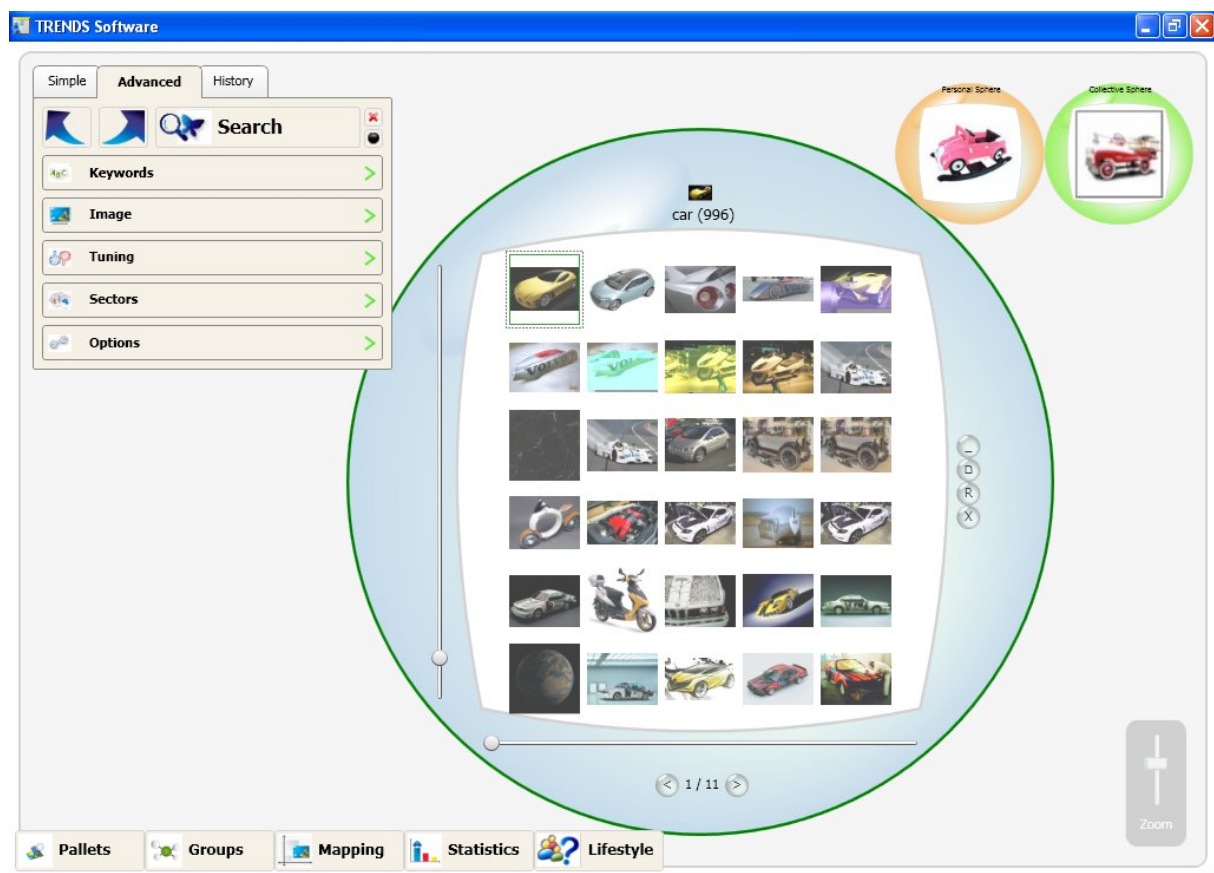 TRENDS Software
Simple
Advanced
History
Search
Keywords
Image
Tuning
Sectors
Options
Personal Sphere
Collective Sphere
car (996)
VOLVO
_
D
R
X
< 1 / 11 >
Zoom
Pallets
Groups
Mapping
Statistics
Lifestyle